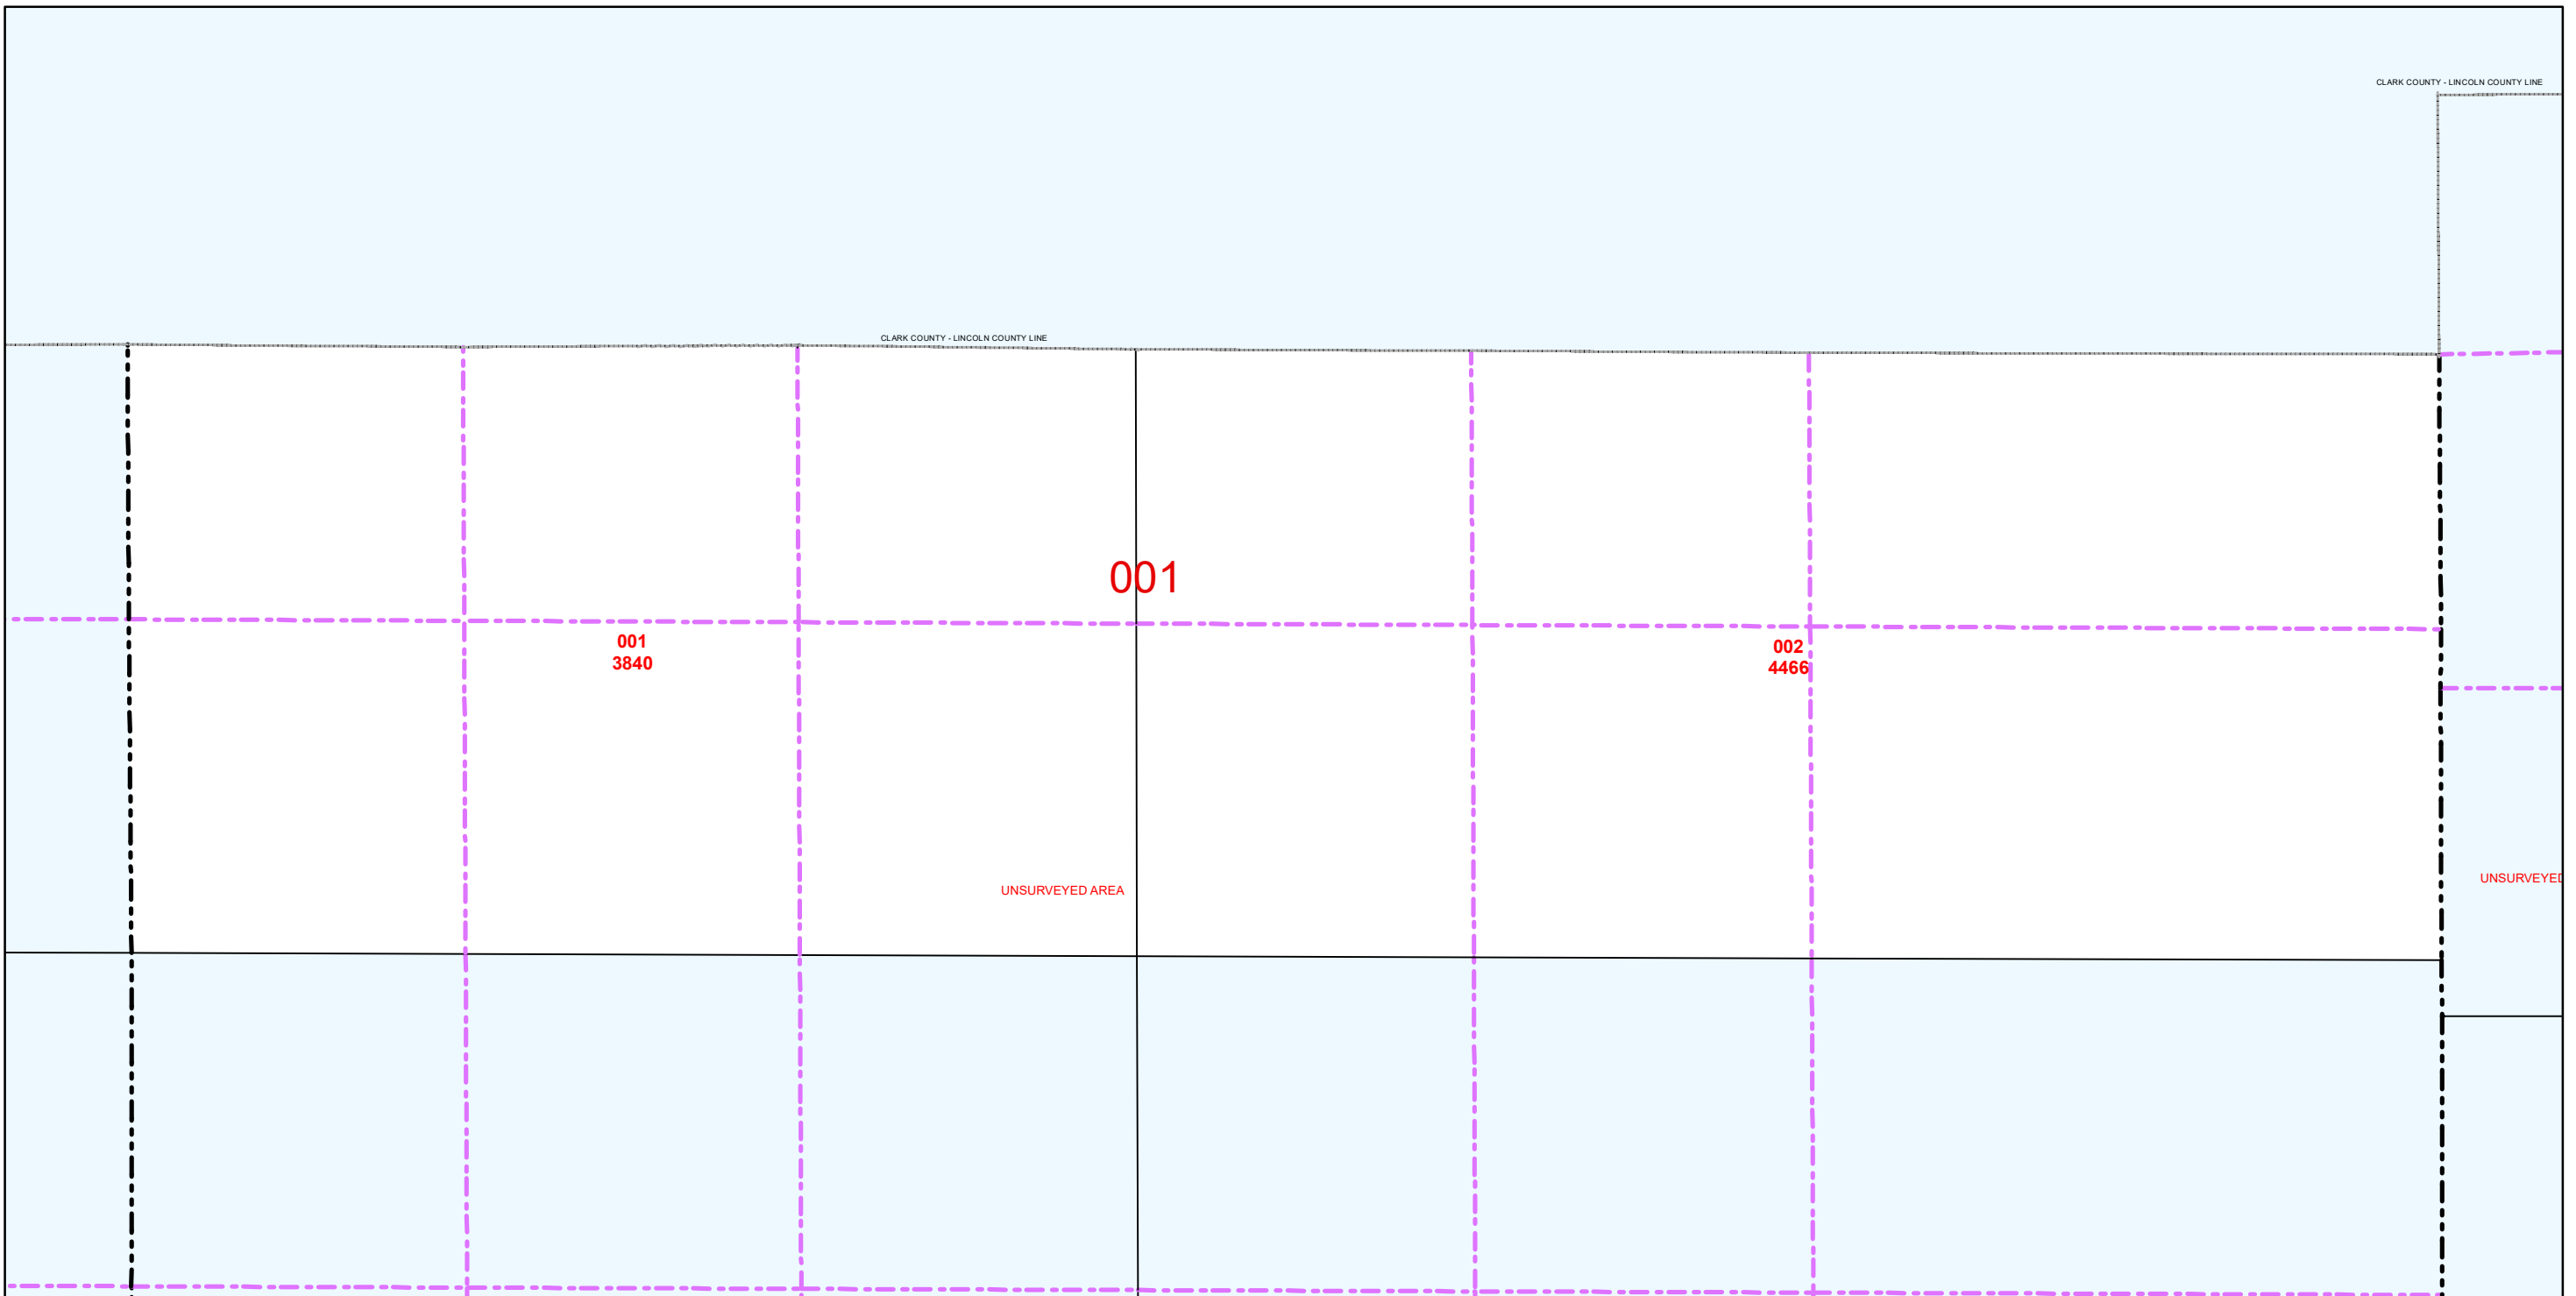 CLARK COUNTY - LINCOLN COUNTY LINE
CLARK COUNTY - LINCOLN COUNTY LINE
001
001
3840
002
4466
UNSURVEYED AREA
UNSURVEYED